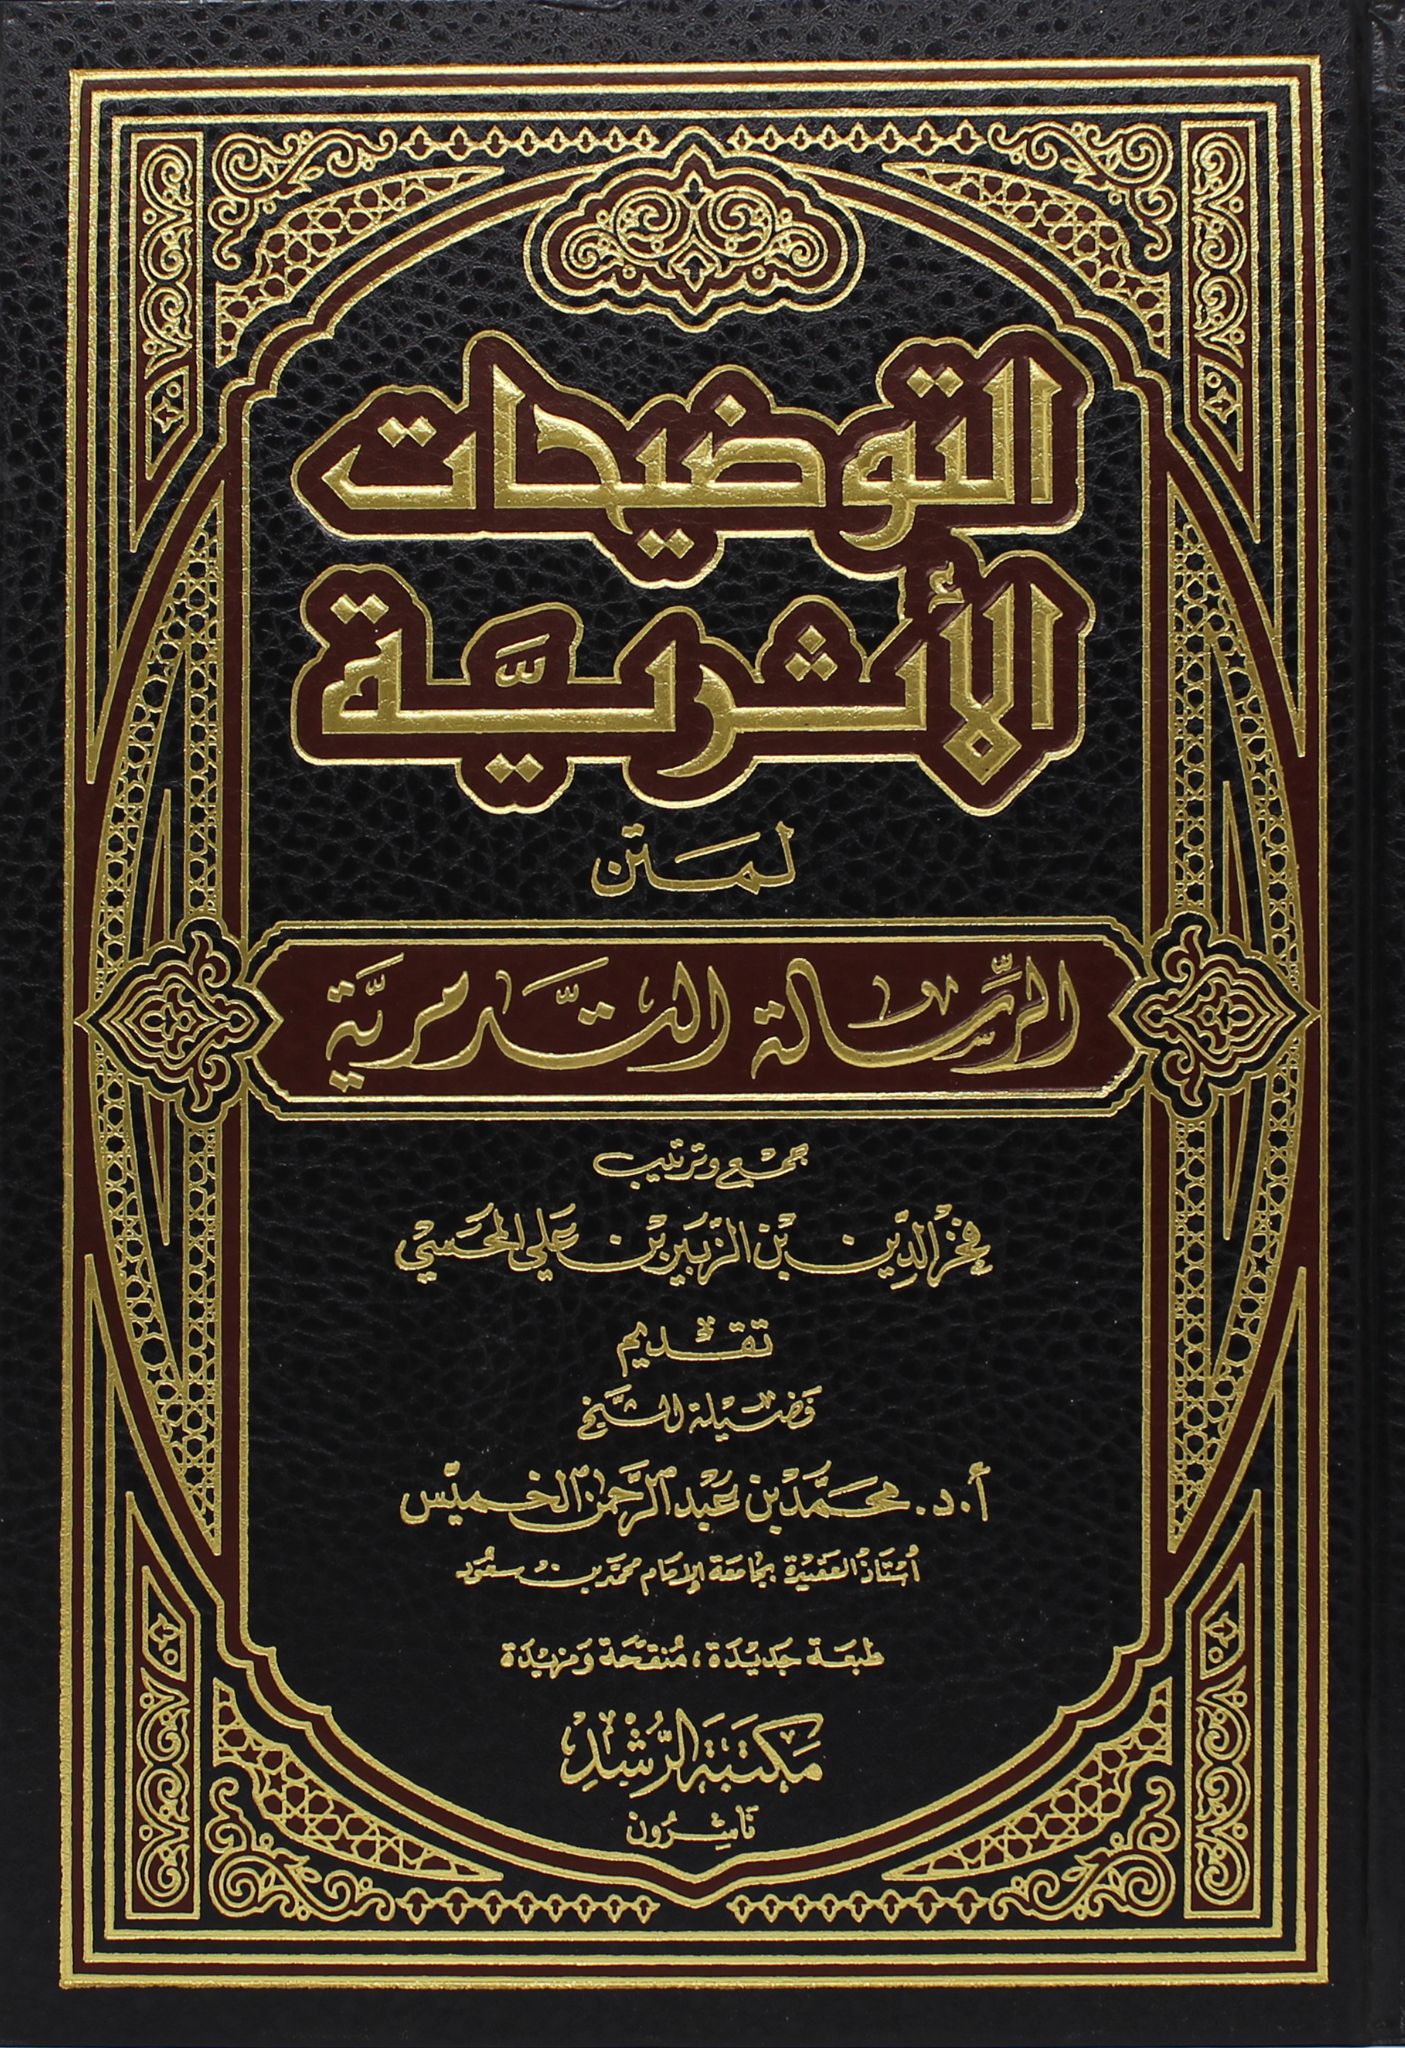 التوضيحات
الأثرية
لمتن
الرسالة التدمرية
جمع وترتيب
فخر الدين بن الزبير بن علي المحسي
تقديم
فضيلة الشيخ
أ.د. محمد بن عبد الرحمن الخميس
أستاذ العقيدة بجامعة الإمام محمد بن سعود
طبعة جديدة، منقحة ومزيدة
مكتبة الرشد
ناشرون